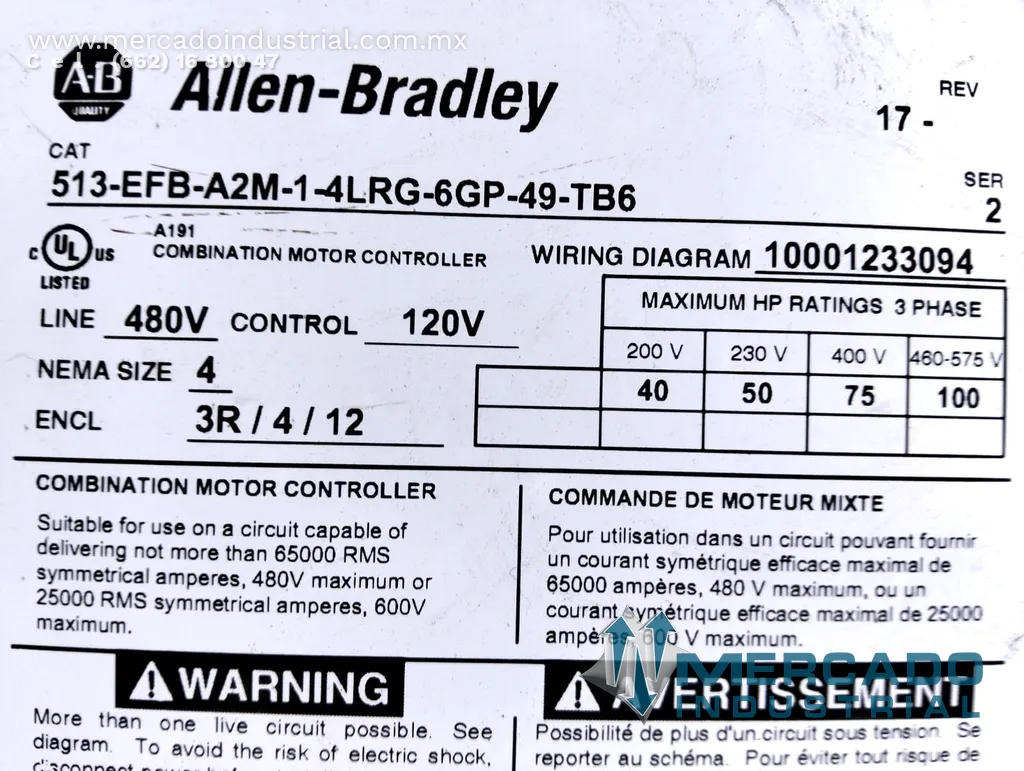 www.mercadoindustrial.com.mx
Cel. (662) 16 800 47
A-B
QUALITY
Allen-Bradley
REV
17 -
CAT
513-EFB-A2M-1-4LRG-6GP-49-TB6
SER
2
A191
C UL US
LISTED
COMBINATION MOTOR CONTROLLER
WIRING DIAGRAM 10001233094
LINE 480V CONTROL 120V
MAXIMUM HP RATINGS 3 PHASE
200 V 230 V 400 V 460-575 V
40 50 75 100
NEMA SIZE 4
ENCL 3R / 4 / 12
COMBINATION MOTOR CONTROLLER
Suitable for use on a circuit capable of
delivering not more than 65000 RMS
symmetrical amperes, 480V maximum or
25000 RMS symmetrical amperes, 600V
maximum.
COMMANDE DE MOTEUR MIXTE
Pour utilisation dans un circuit pouvant fournir
un courant symétrique efficace maximal de
65000 ampères, 480 V maximum, ou un
courant symétrique efficace maximal de 25000
ampères, 600 V maximum.
WARNING
More than one live circuit possible. See
diagram. To avoid the risk of electric shock,
AVERTISSEMENT
Possibilité de plus d'un circuit sous tension. Se
reporter au schéma. Pour éviter tout risque de
MERCADO
INDUSTRIAL